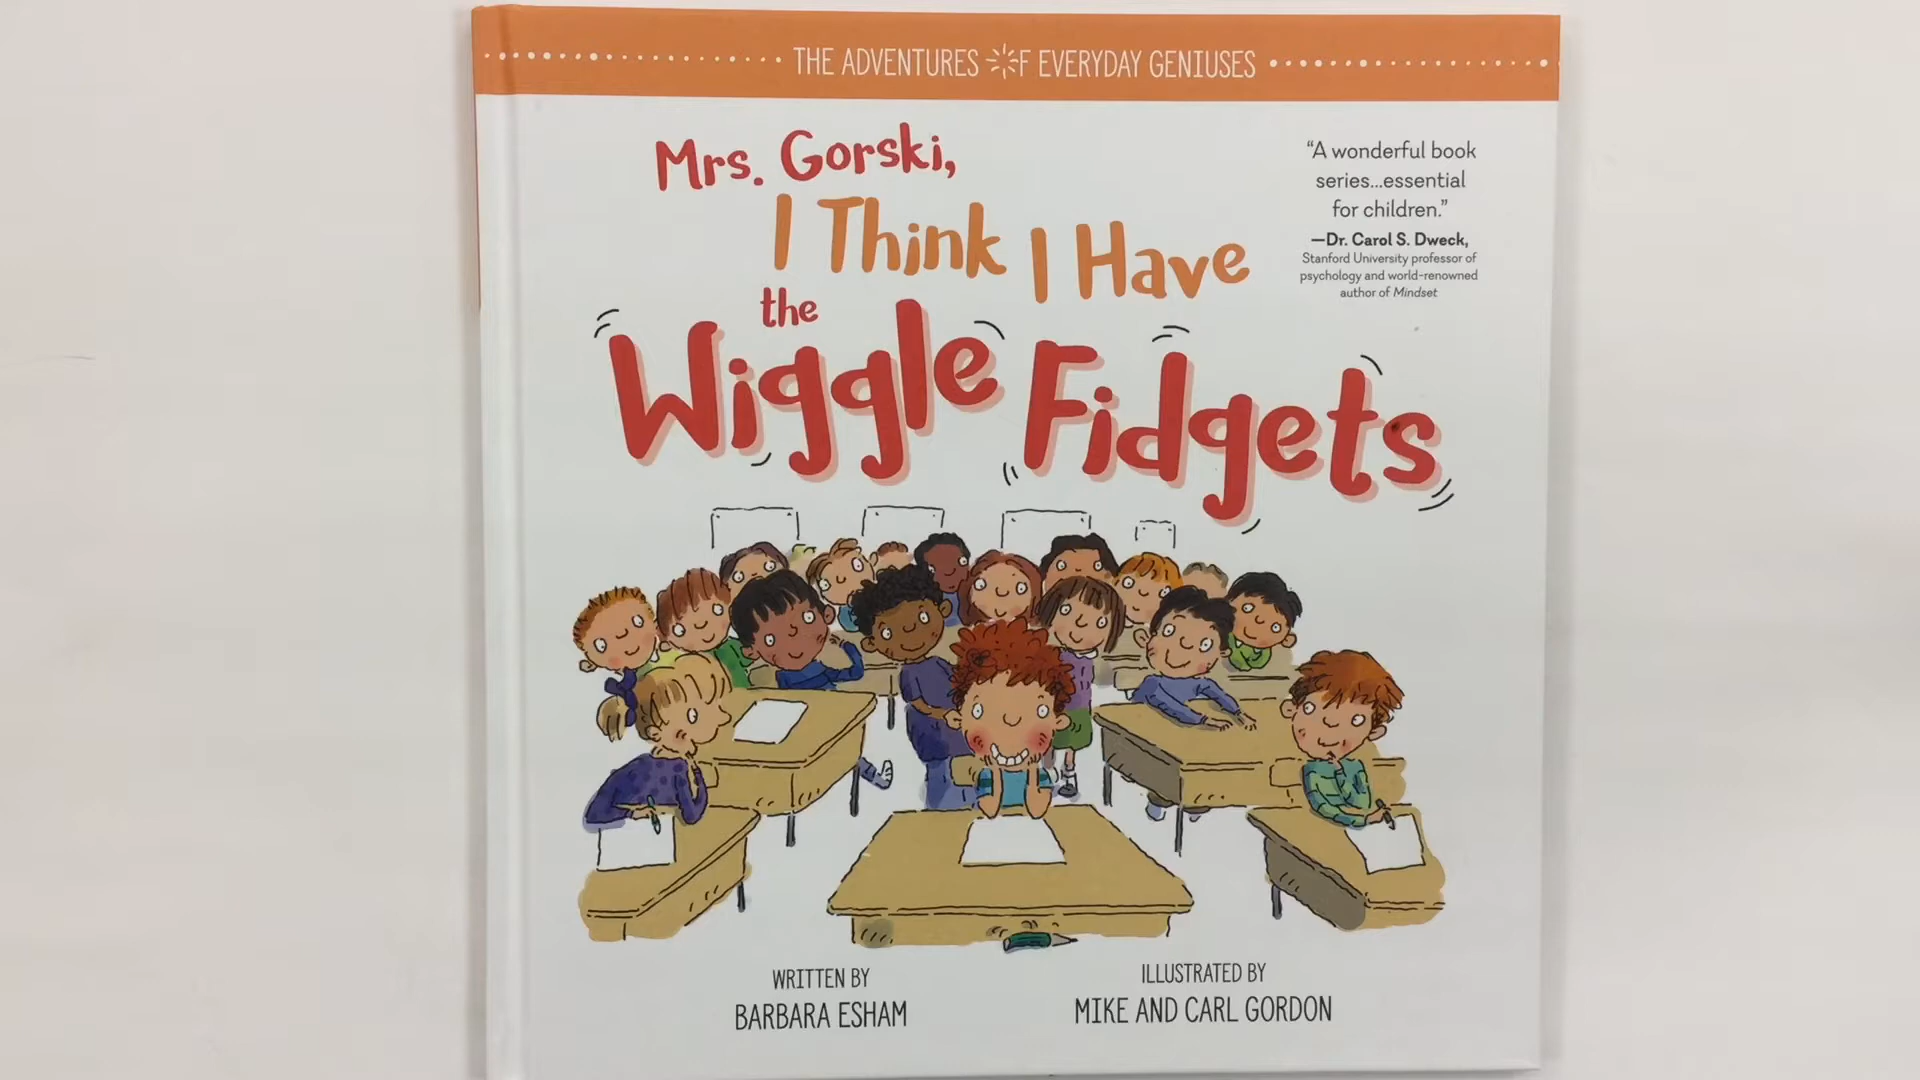 THE ADVENTURES OF EVERYDAY GENIUSES
Mrs. Gorski,
I Think I Have
the
Wiggle Fidgets
“A wonderful book
series...essential
for children.”
—Dr. Carol S. Dweck,
Stanford University professor of
psychology and world-renowned
author of Mindset
WRITTEN BY
BARBARA ESHAM
ILLUSTRATED BY
MIKE AND CARL GORDON